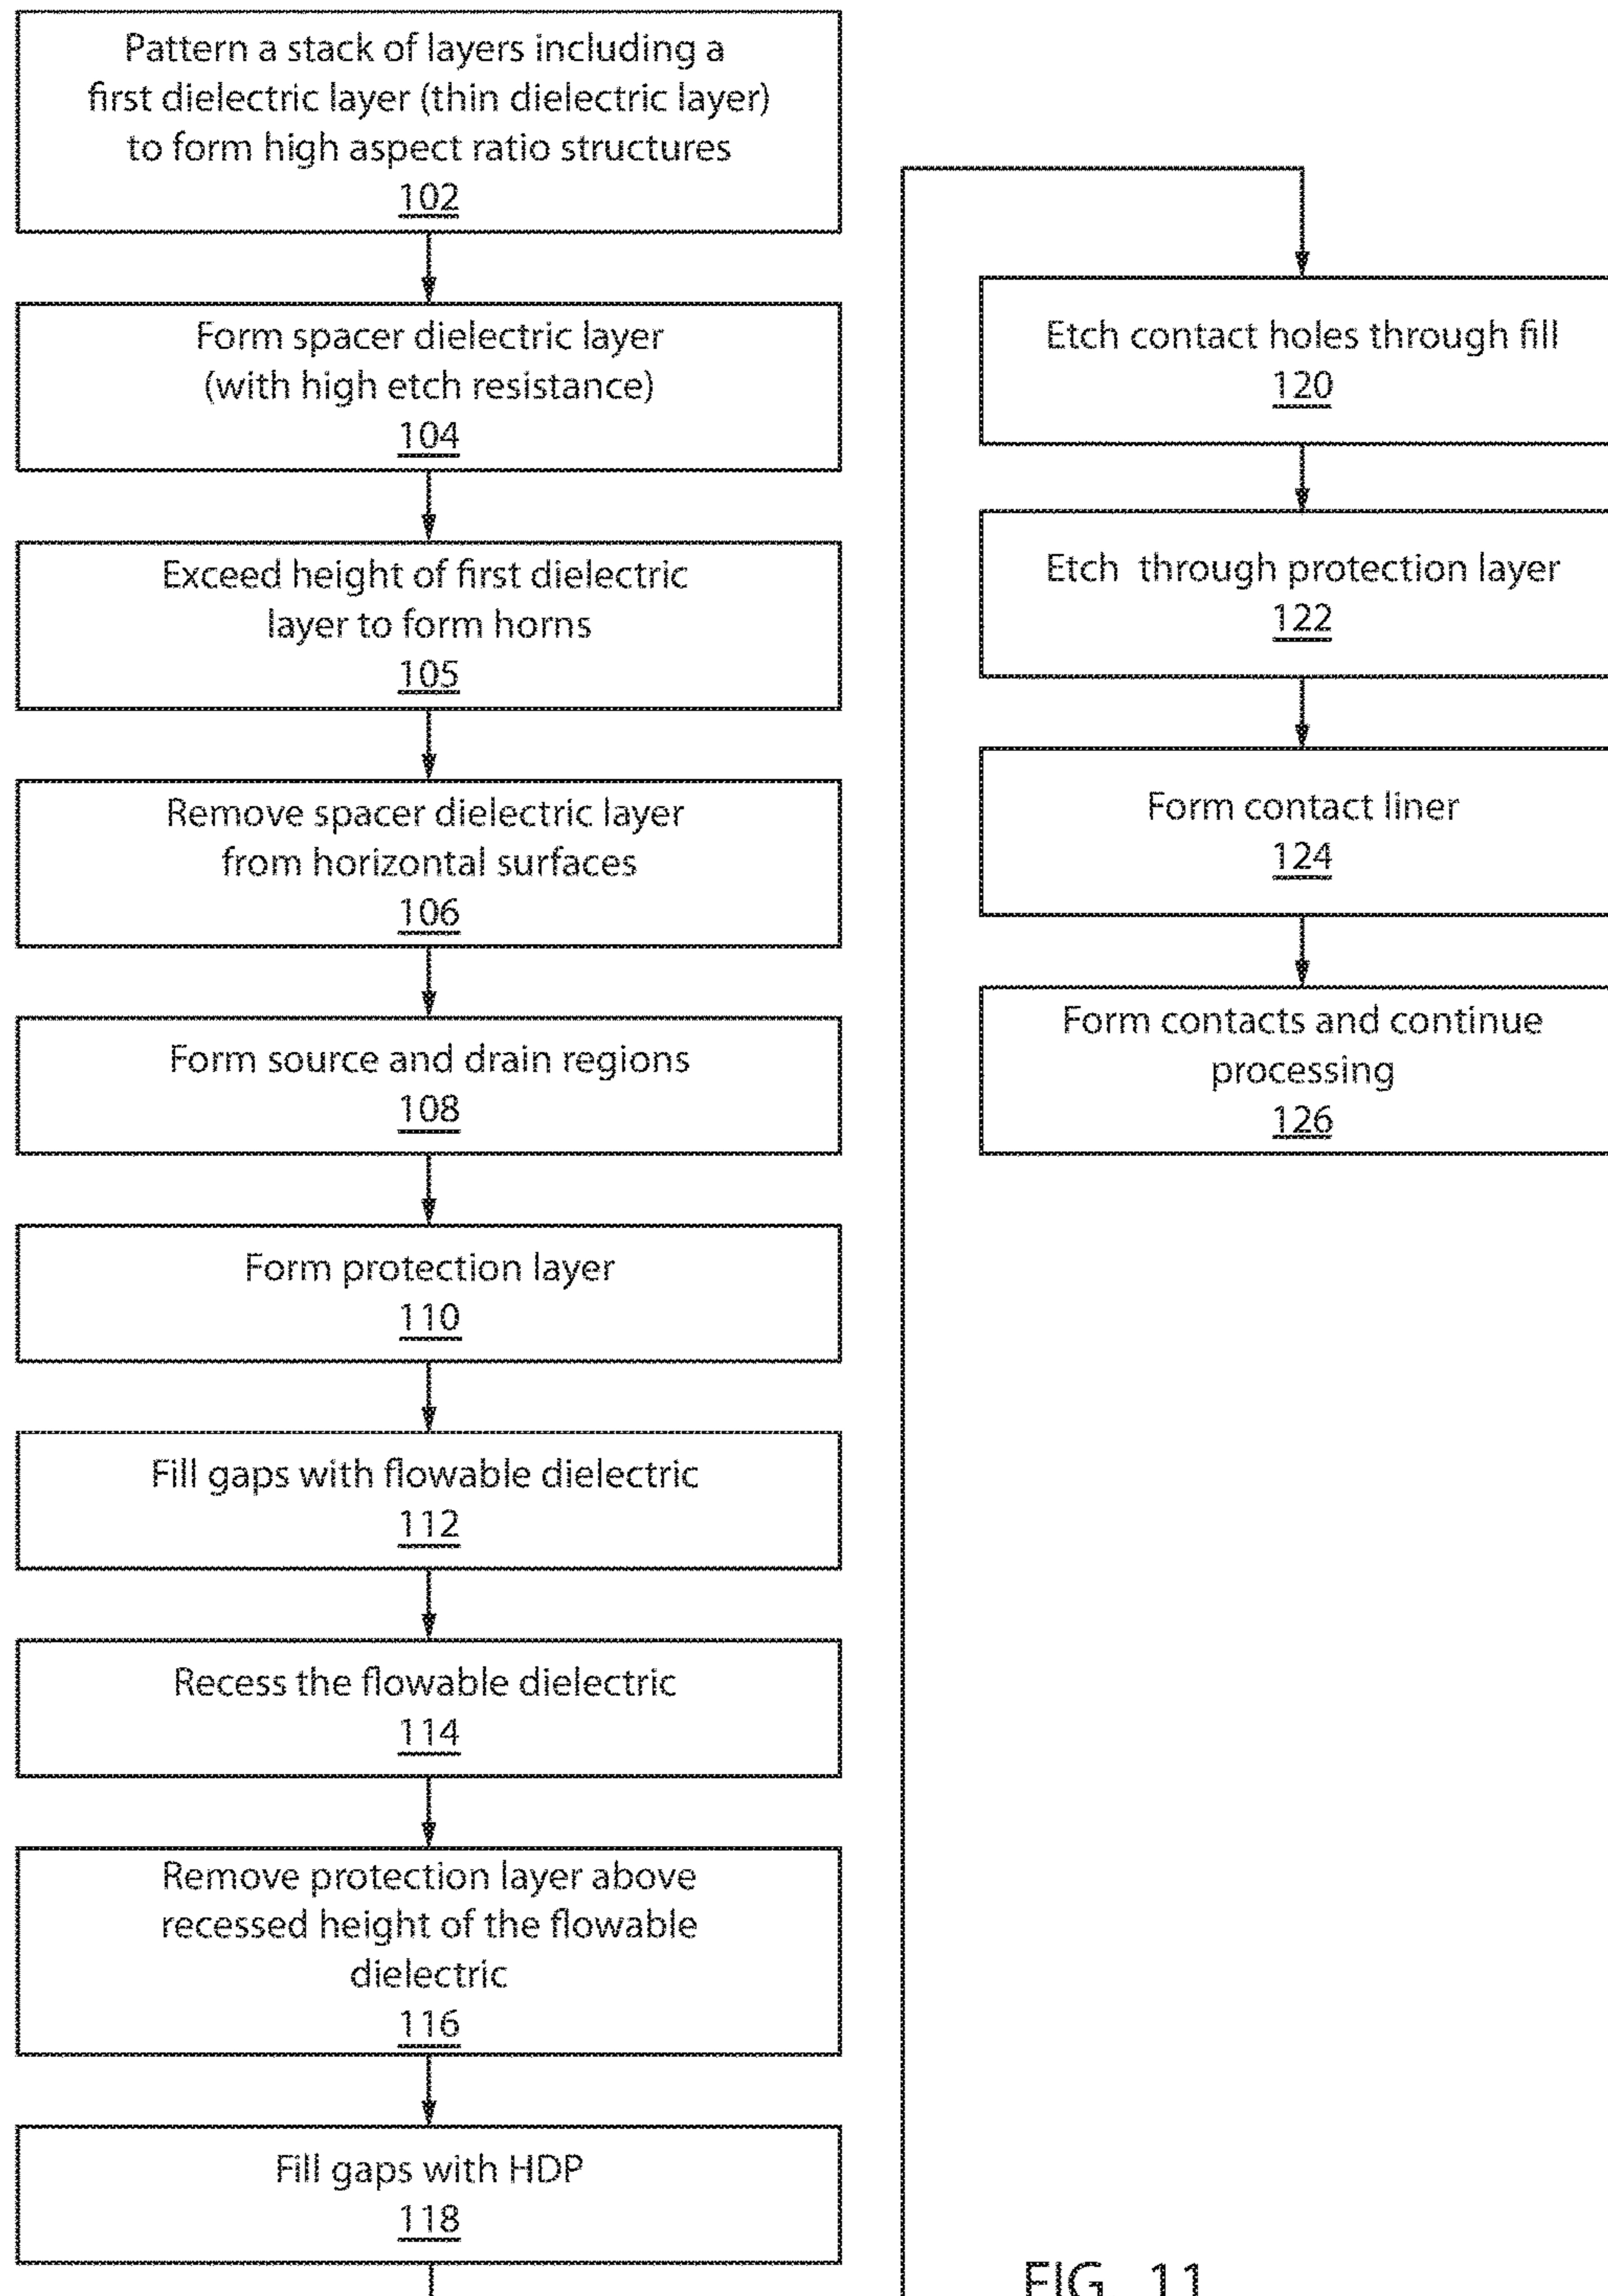 Pattern a stack of layers including a
first dielectric layer (thin dielectric layer)
to form high aspect ratio structures
102
Form spacer dielectric layer
(with high etch resistance)
104
Exceed height of first dielectric
layer to form horns
105
Remove spacer dielectric layer
from horizontal surfaces
106
Form source and drain regions
108
Form protection layer
110
Fill gaps with flowable dielectric
112
Recess the flowable dielectric
114
Remove protection layer above
recessed height of the flowable
dielectric
116
Fill gaps with HDP
118
Etch contact holes through fill
120
Etch through protection layer
122
Form contact liner
124
Form contacts and continue
processing
126
FIG. 11